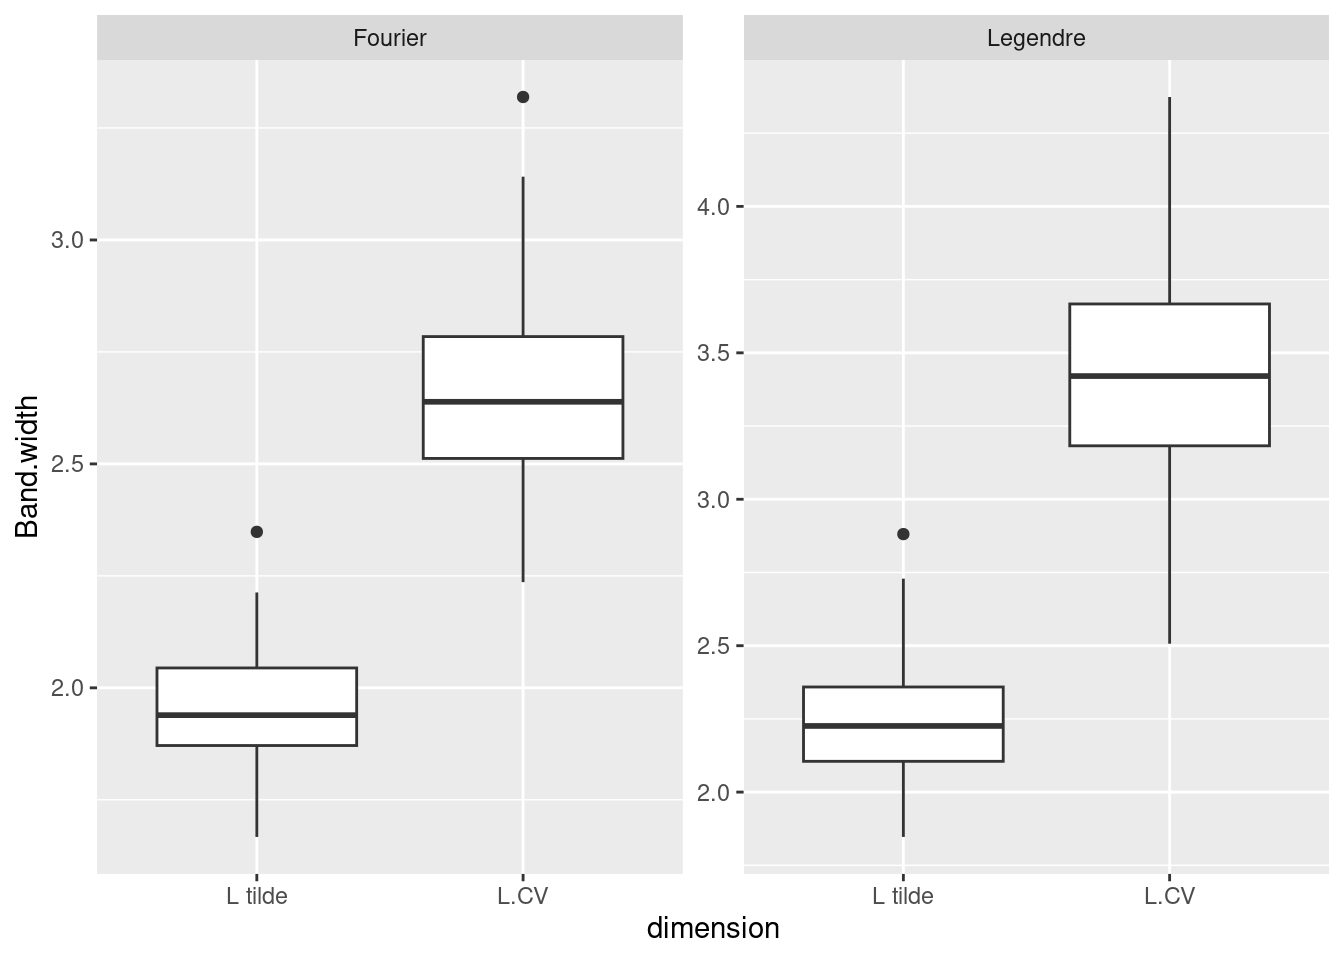 Fourier
Legendre
Band.width
3.0
2.5
2.0
4.0
3.5
3.0
2.5
2.0
L tilde
L.CV
L tilde
L.CV
dimension